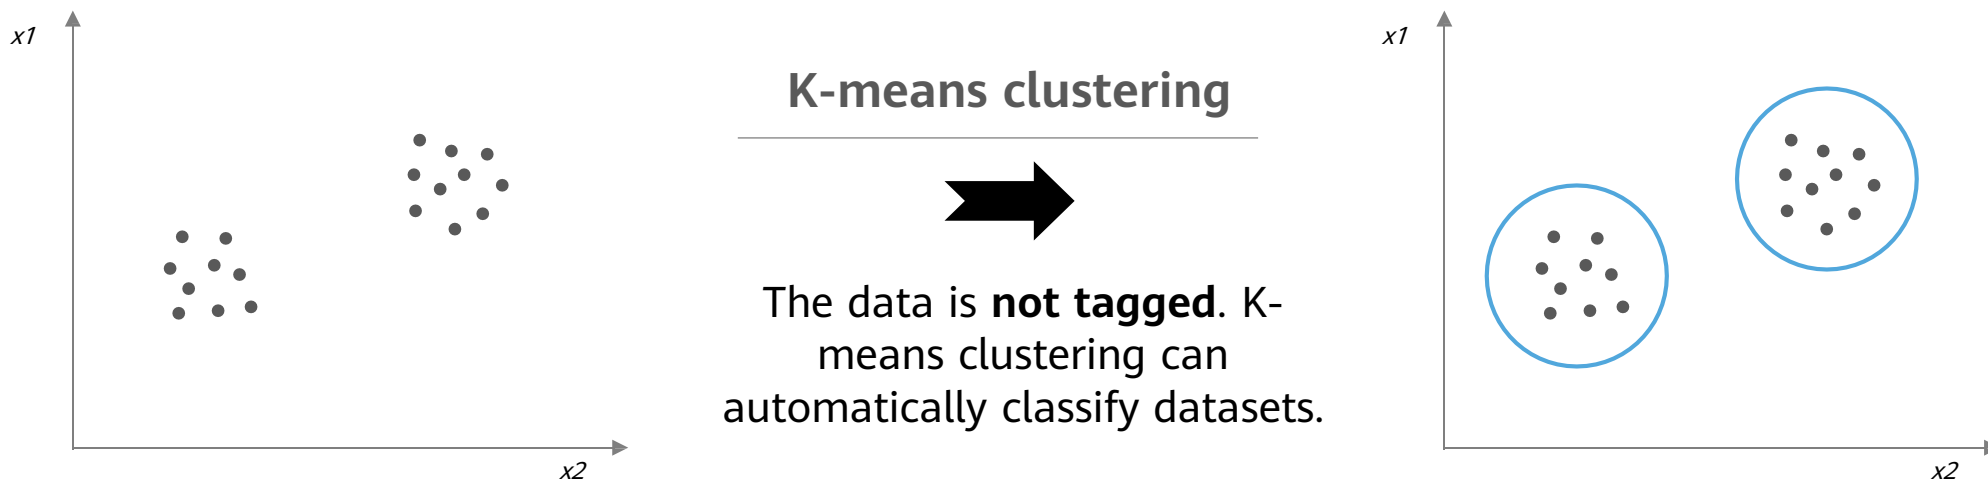 x1
x2
K-means clustering
The data is not tagged. K-
means clustering can
automatically classify datasets.
x1
x2